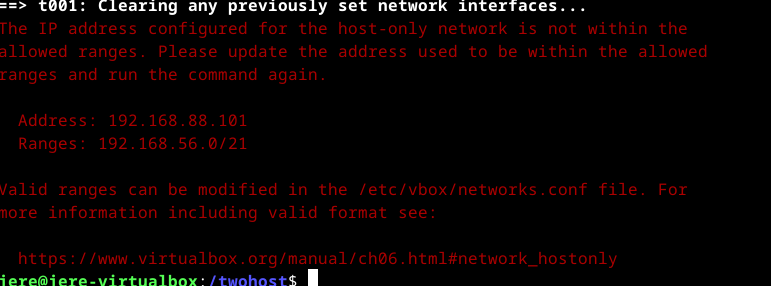 ==> t001: Clearing any previously set network interfaces...
The IP address configured for the host-only network is not within the
allowed ranges. Please update the address used to be within the allowed
ranges and run the command again.
Address: 192.168.88.101
Ranges: 192.168.56.0/21
Valid ranges can be modified in the /etc/vbox/networks.conf file. For
more information including valid format see:
https://www.virtualbox.org/manual/ch06.html#network_hostonly
jere@jere-virtualbox:/twohost$